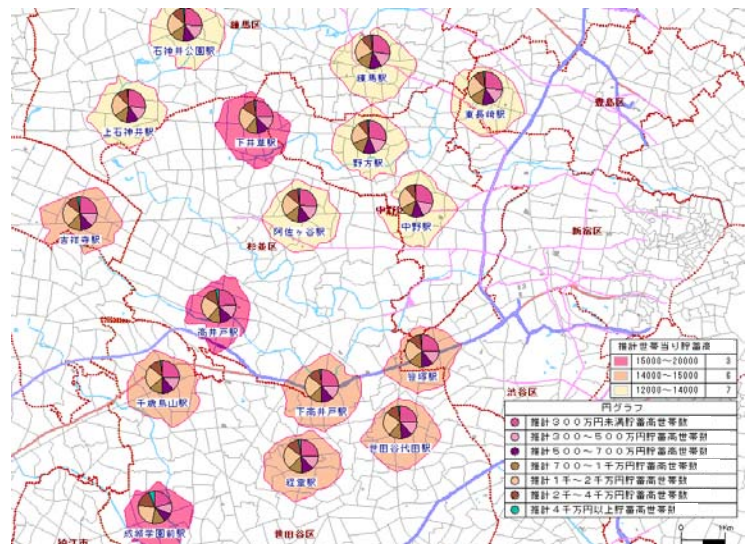 練馬区
石神井公園駅
練馬駅
東長崎駅
豊島区
上石神井駅
下井草駅
野方駅
阿佐ヶ谷駅
中野区
中野駅
吉祥寺駅
杉並区
新宿区
高井戸駅
笹塚駅
千歳烏山駅
下高井戸駅
渋谷区
世田谷代田駅
経堂駅
成城学園前駅
世田谷区
狛江市
推計世帯当り貯蓄高
15000～20000 3
14000～15000 6
12000～14000 7
円グラフ
推計300万円未満貯蓄高世帯数
推計300～500万円貯蓄高世帯数
推計500～700万円貯蓄高世帯数
推計700～1千万円貯蓄高世帯数
推計1千～2千万円貯蓄高世帯数
推計2千～4千万円貯蓄高世帯数
推計4千万円以上貯蓄高世帯数
0 1Km